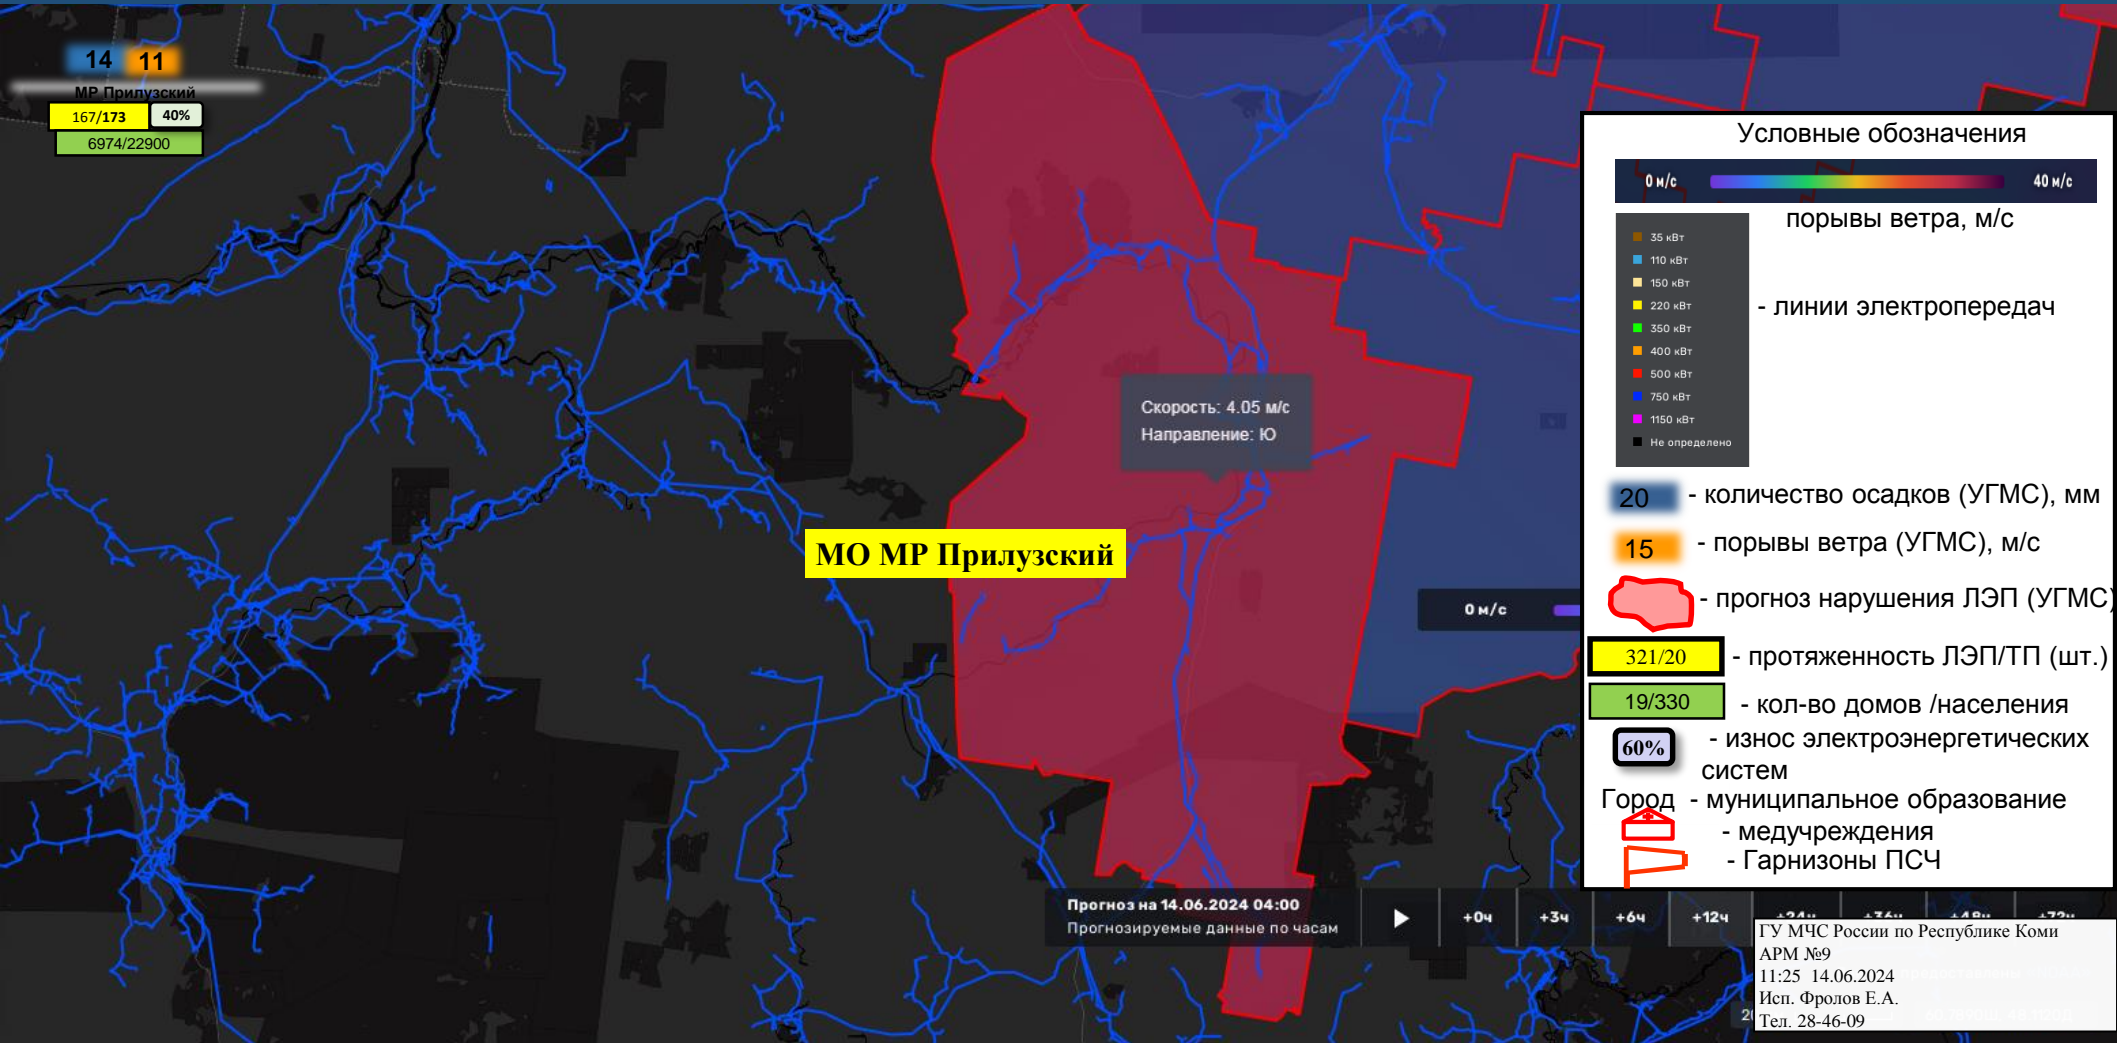 14 11
МР Прилузский
167/173 40%
6974/22900
МО МР Прилузский
Скорость: 4.05 м/с
Направление: Ю
0 м/с
Прогноз на 14.06.2024 04:00
Прогнозируемые данные по часам
+0ч +3ч +6ч +12ч +24ч +36ч +48ч +72ч
Условные обозначения
0 м/с 40 м/с
порывы ветра, м/с
35 кВт
110 кВт
150 кВт
220 кВт
350 кВт
400 кВт
500 кВт
750 кВт
1150 кВт
Не определено
- линии электропередач
20 - количество осадков (УГМС), мм
15 - порывы ветра (УГМС), м/с
- прогноз нарушения ЛЭП (УГМС)
321/20 - протяженность ЛЭП/ТП (шт.)
19/330 - кол-во домов /населения
60% - износ электроэнергетических
систем
Город - муниципальное образование
- медучреждения
- Гарнизоны ПСЧ
ГУ МЧС России по Республике Коми
АРМ №9
11:25 14.06.2024
Исп. Фролов Е.А.
Тел. 28-46-09